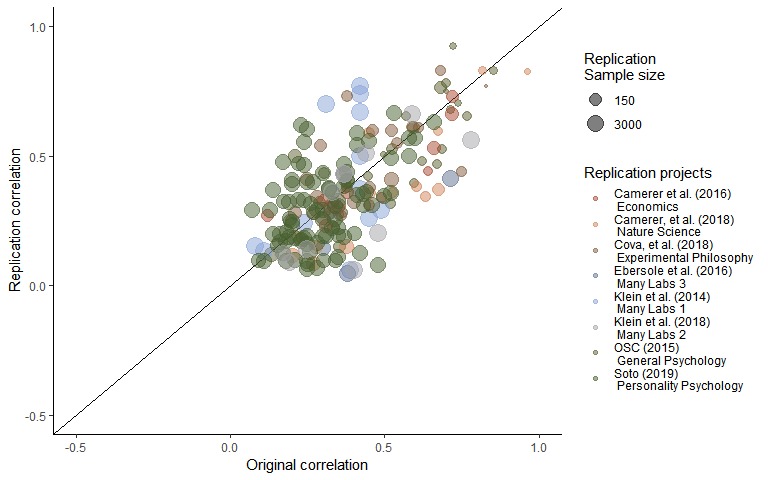 1.0
0.5
0.0
-0.5
Replication correlation
-0.5
0.0
0.5
1.0
Original correlation
Replication
Sample size
150
3000
Replication projects
Camerer et al. (2016)
Economics
Camerer, et al. (2018)
Nature Science
Cova, et al. (2018)
Experimental Philosophy
Ebersole et al. (2016)
Many Labs 3
Klein et al. (2014)
Many Labs 1
Klein et al. (2018)
Many Labs 2
OSC (2015)
General Psychology
Soto (2019)
Personality Psychology